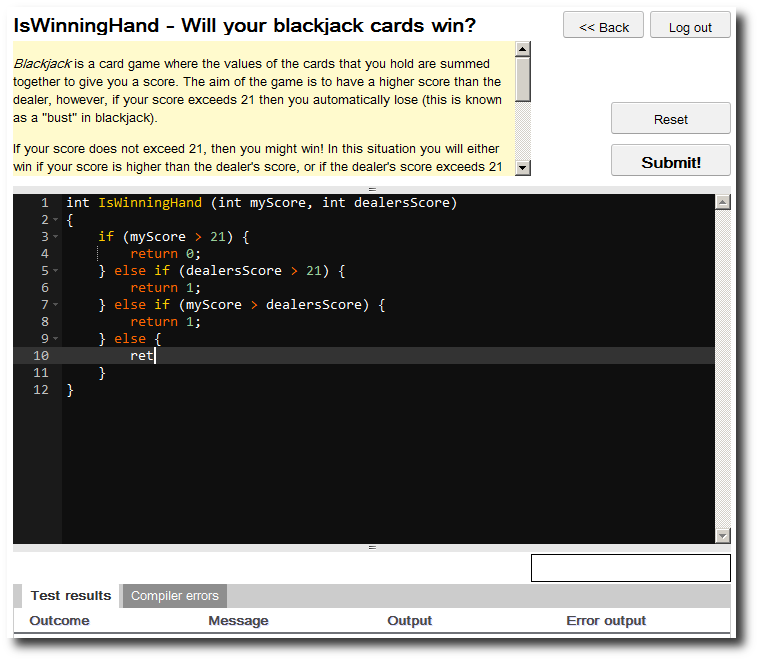 IsWinningHand - Will your blackjack cards win?
<< Back
Log out
Blackjack is a card game where the values of the cards that you hold are summed
together to give you a score. The aim of the game is to have a higher score than the
dealer, however, if your score exceeds 21 then you automatically lose (this is known
as a "bust" in blackjack).
If your score does not exceed 21, then you might win! In this situation you will either
win if your score is higher than the dealer's score, or if the dealer's score exceeds 21
Reset
Submit!
1 int IsWinningHand (int myScore, int dealersScore)
2 {
3     if (myScore > 21) {
4         return 0;
5     } else if (dealersScore > 21) {
6         return 1;
7     } else if (myScore > dealersScore) {
8         return 1;
9     } else {
10         ret
11     }
12 }
Test results
Compiler errors
Outcome Message Output Error output